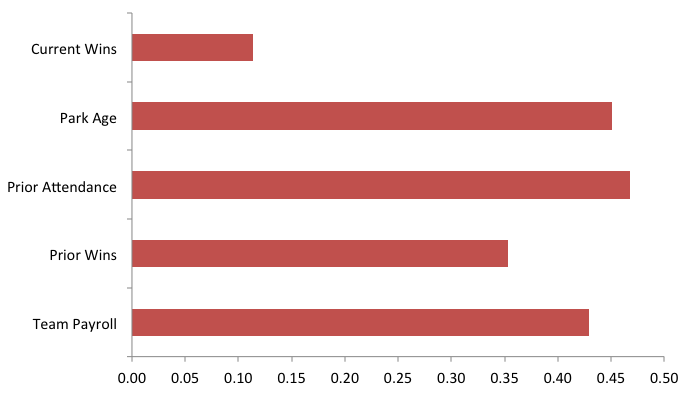 Current Wins
Park Age
Prior Attendance
Prior Wins
Team Payroll
0.00 0.05 0.10 0.15 0.20 0.25 0.30 0.35 0.40 0.45 0.50